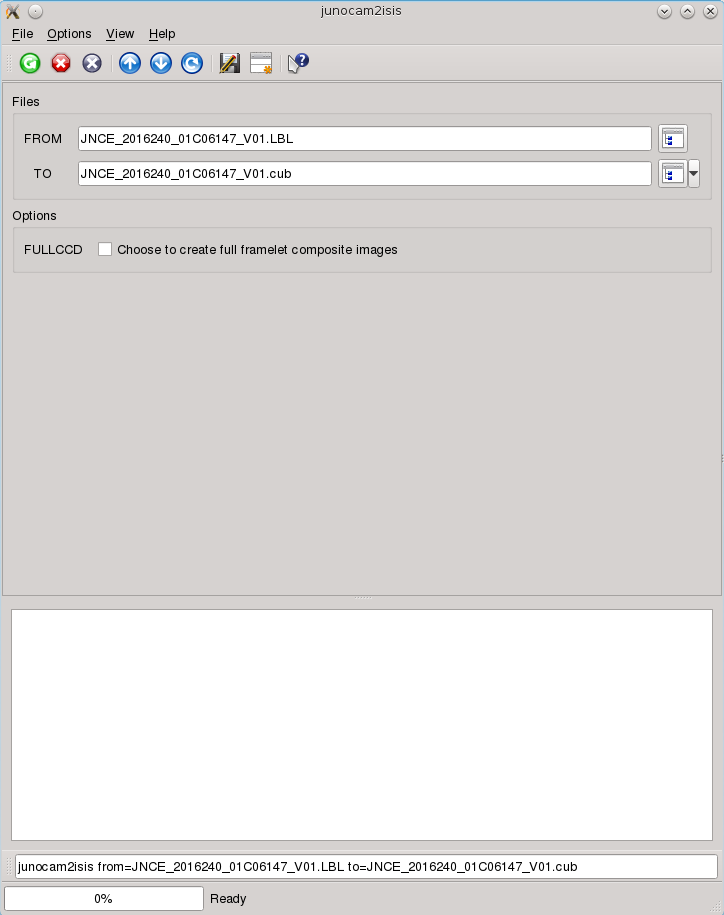 junocam2isis
File Options View Help
Files
FROM JNCE_2016240_01C06147_V01.LBL
TO JNCE_2016240_01C06147_V01.cub
Options
FULLCCD Choose to create full framelet composite images
junocam2isis from=JNCE_2016240_01C06147_V01.LBL to=JNCE_2016240_01C06147_V01.cub
0% Ready